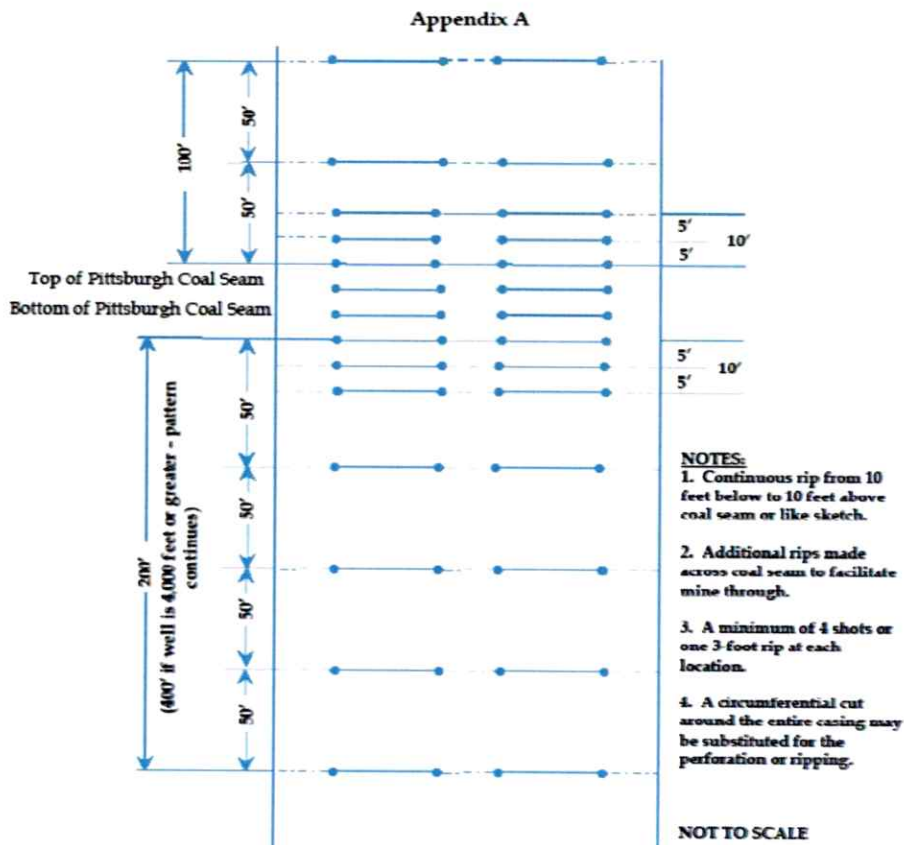 Appendix A
50'
100'
50'
5'
10'
5'
Top of Pittsburgh Coal Seam
Bottom of Pittsburgh Coal Seam
5'
10'
5'
50'
200'
(400' if well is 4,000 feet or greater - pattern
continues)
50'
50'
50'
NOTES:
1. Continuous rip from 10
feet below to 10 feet above
coal seam or like sketch.
2. Additional rips made
across coal seam to facilitate
mine through.
3. A minimum of 4 shots or
one 3-foot rip at each
location.
4. A circumferential cut
around the entire casing may
be substituted for the
perforation or ripping.
NOT TO SCALE